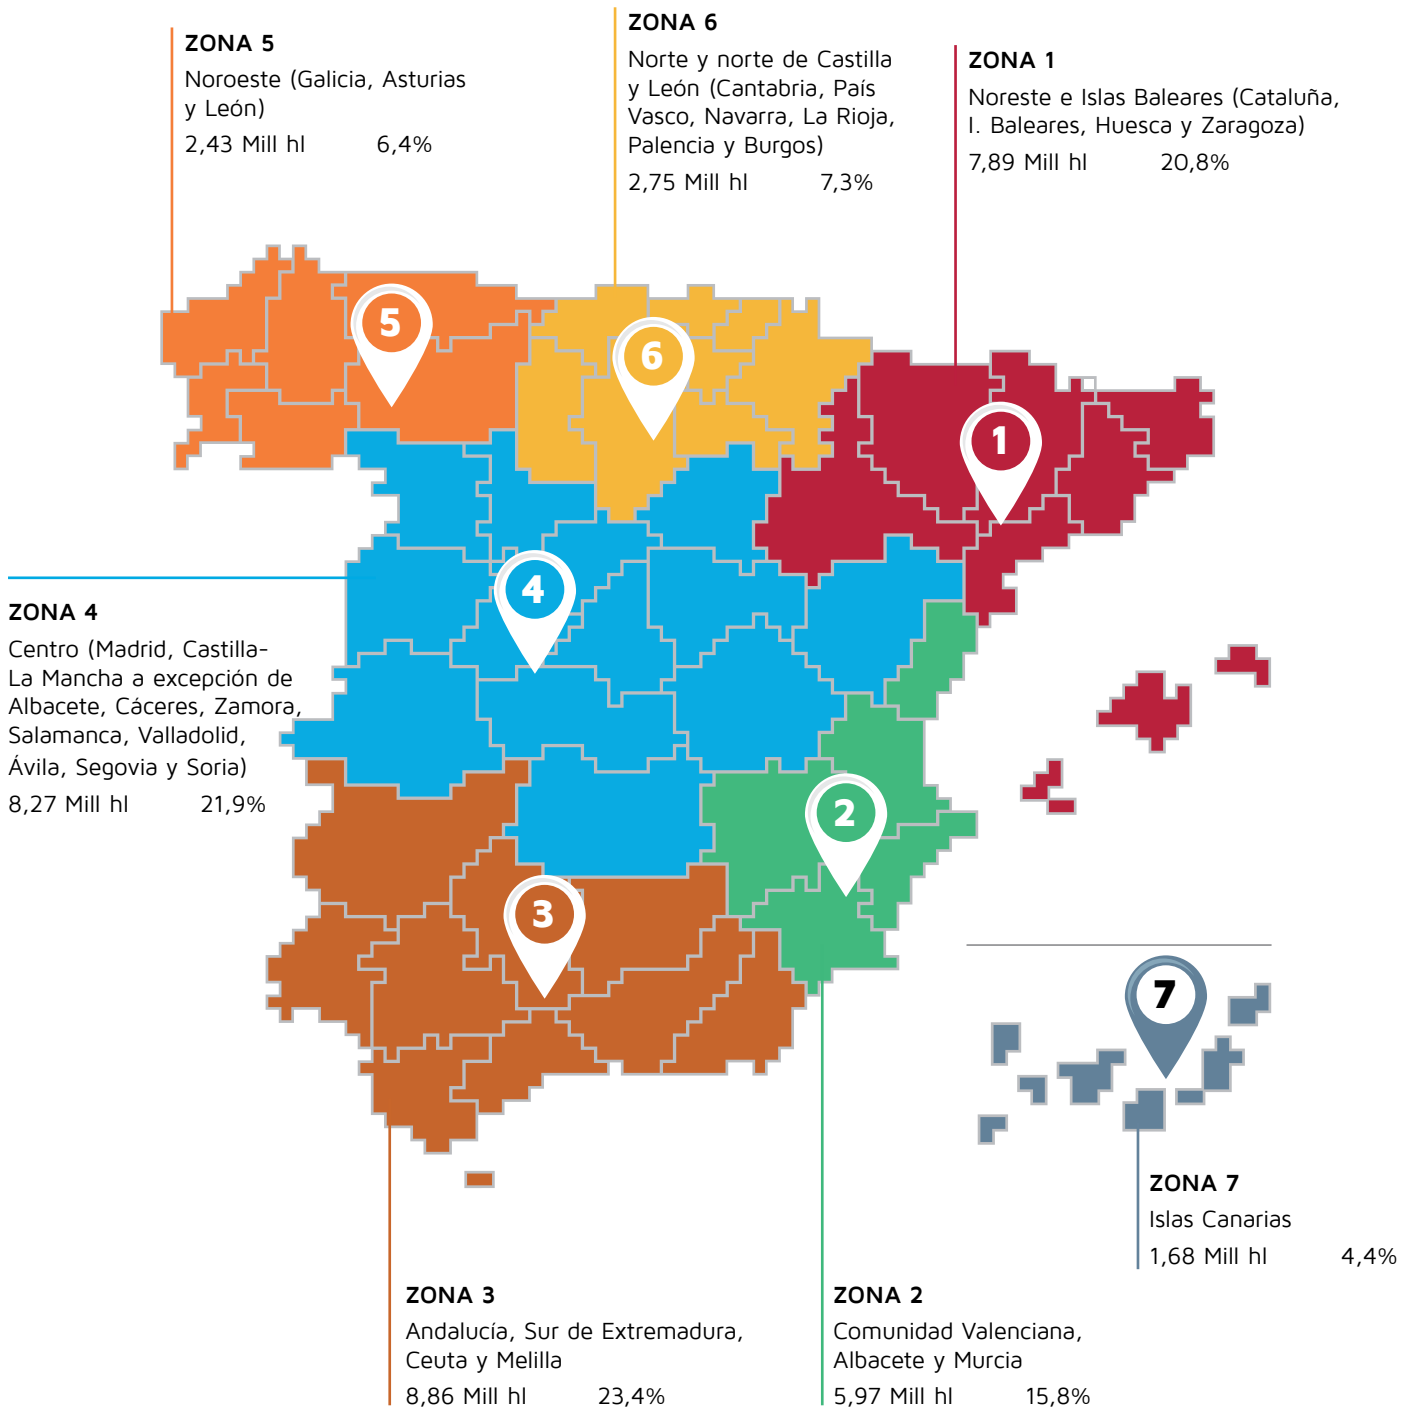 ZONA 5
Noroeste (Galicia, Asturias
y León)
2,43 Mill hl 6,4%
ZONA 6
Norte y norte de Castilla
y León (Cantabria, País
Vasco, Navarra, La Rioja,
Palencia y Burgos)
2,75 Mill hl 7,3%
ZONA 1
Noreste e Islas Baleares (Cataluña,
I. Baleares, Huesca y Zaragoza)
7,89 Mill hl 20,8%
5
6
1
4
ZONA 4
Centro (Madrid, Castilla-
La Mancha a excepción de
Albacete, Cáceres, Zamora,
Salamanca, Valladolid,
Ávila, Segovia y Soria)
8,27 Mill hl 21,9%
2
3
7
ZONA 7
Islas Canarias
1,68 Mill hl 4,4%
ZONA 3
Andalucía, Sur de Extremadura,
Ceuta y Melilla
8,86 Mill hl 23,4%
ZONA 2
Comunidad Valenciana,
Albacete y Murcia
5,97 Mill hl 15,8%